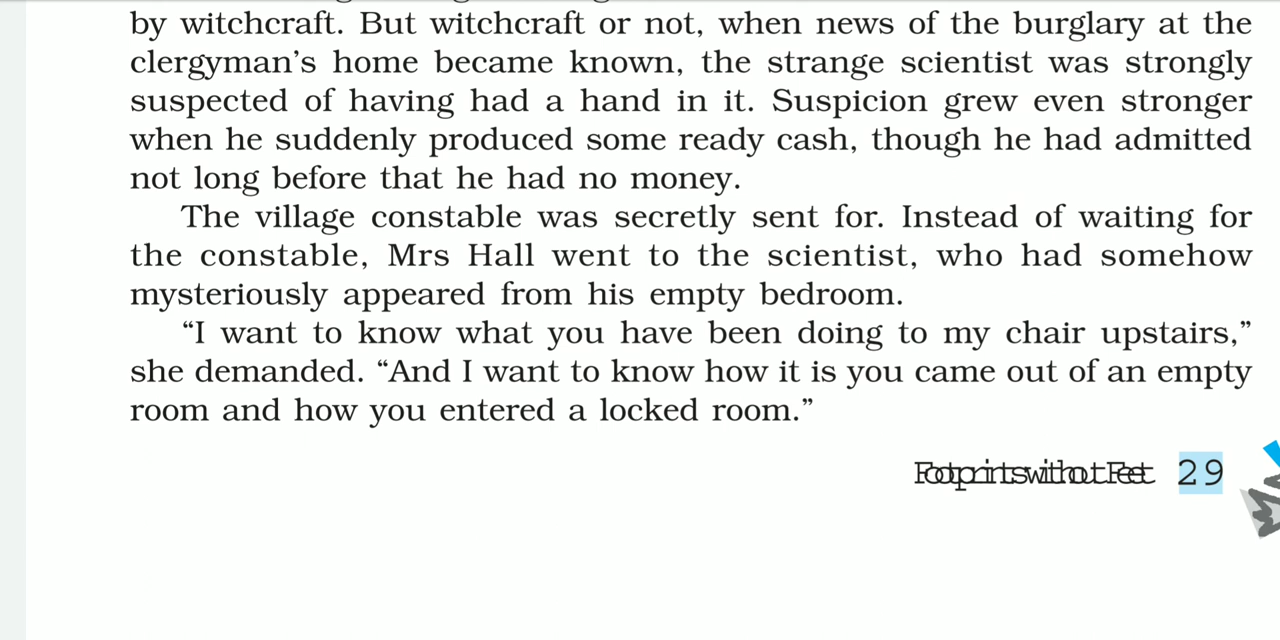 by witchcraft. But witchcraft or not, when news of the burglary at the
clergyman’s home became known, the strange scientist was strongly
suspected of having had a hand in it. Suspicion grew even stronger
when he suddenly produced some ready cash, though he had admitted
not long before that he had no money.
The village constable was secretly sent for. Instead of waiting for
the constable, Mrs Hall went to the scientist, who had somehow
mysteriously appeared from his empty bedroom.
“I want to know what you have been doing to my chair upstairs,”
she demanded. “And I want to know how it is you came out of an empty
room and how you entered a locked room.”
Footprints without Feet 29